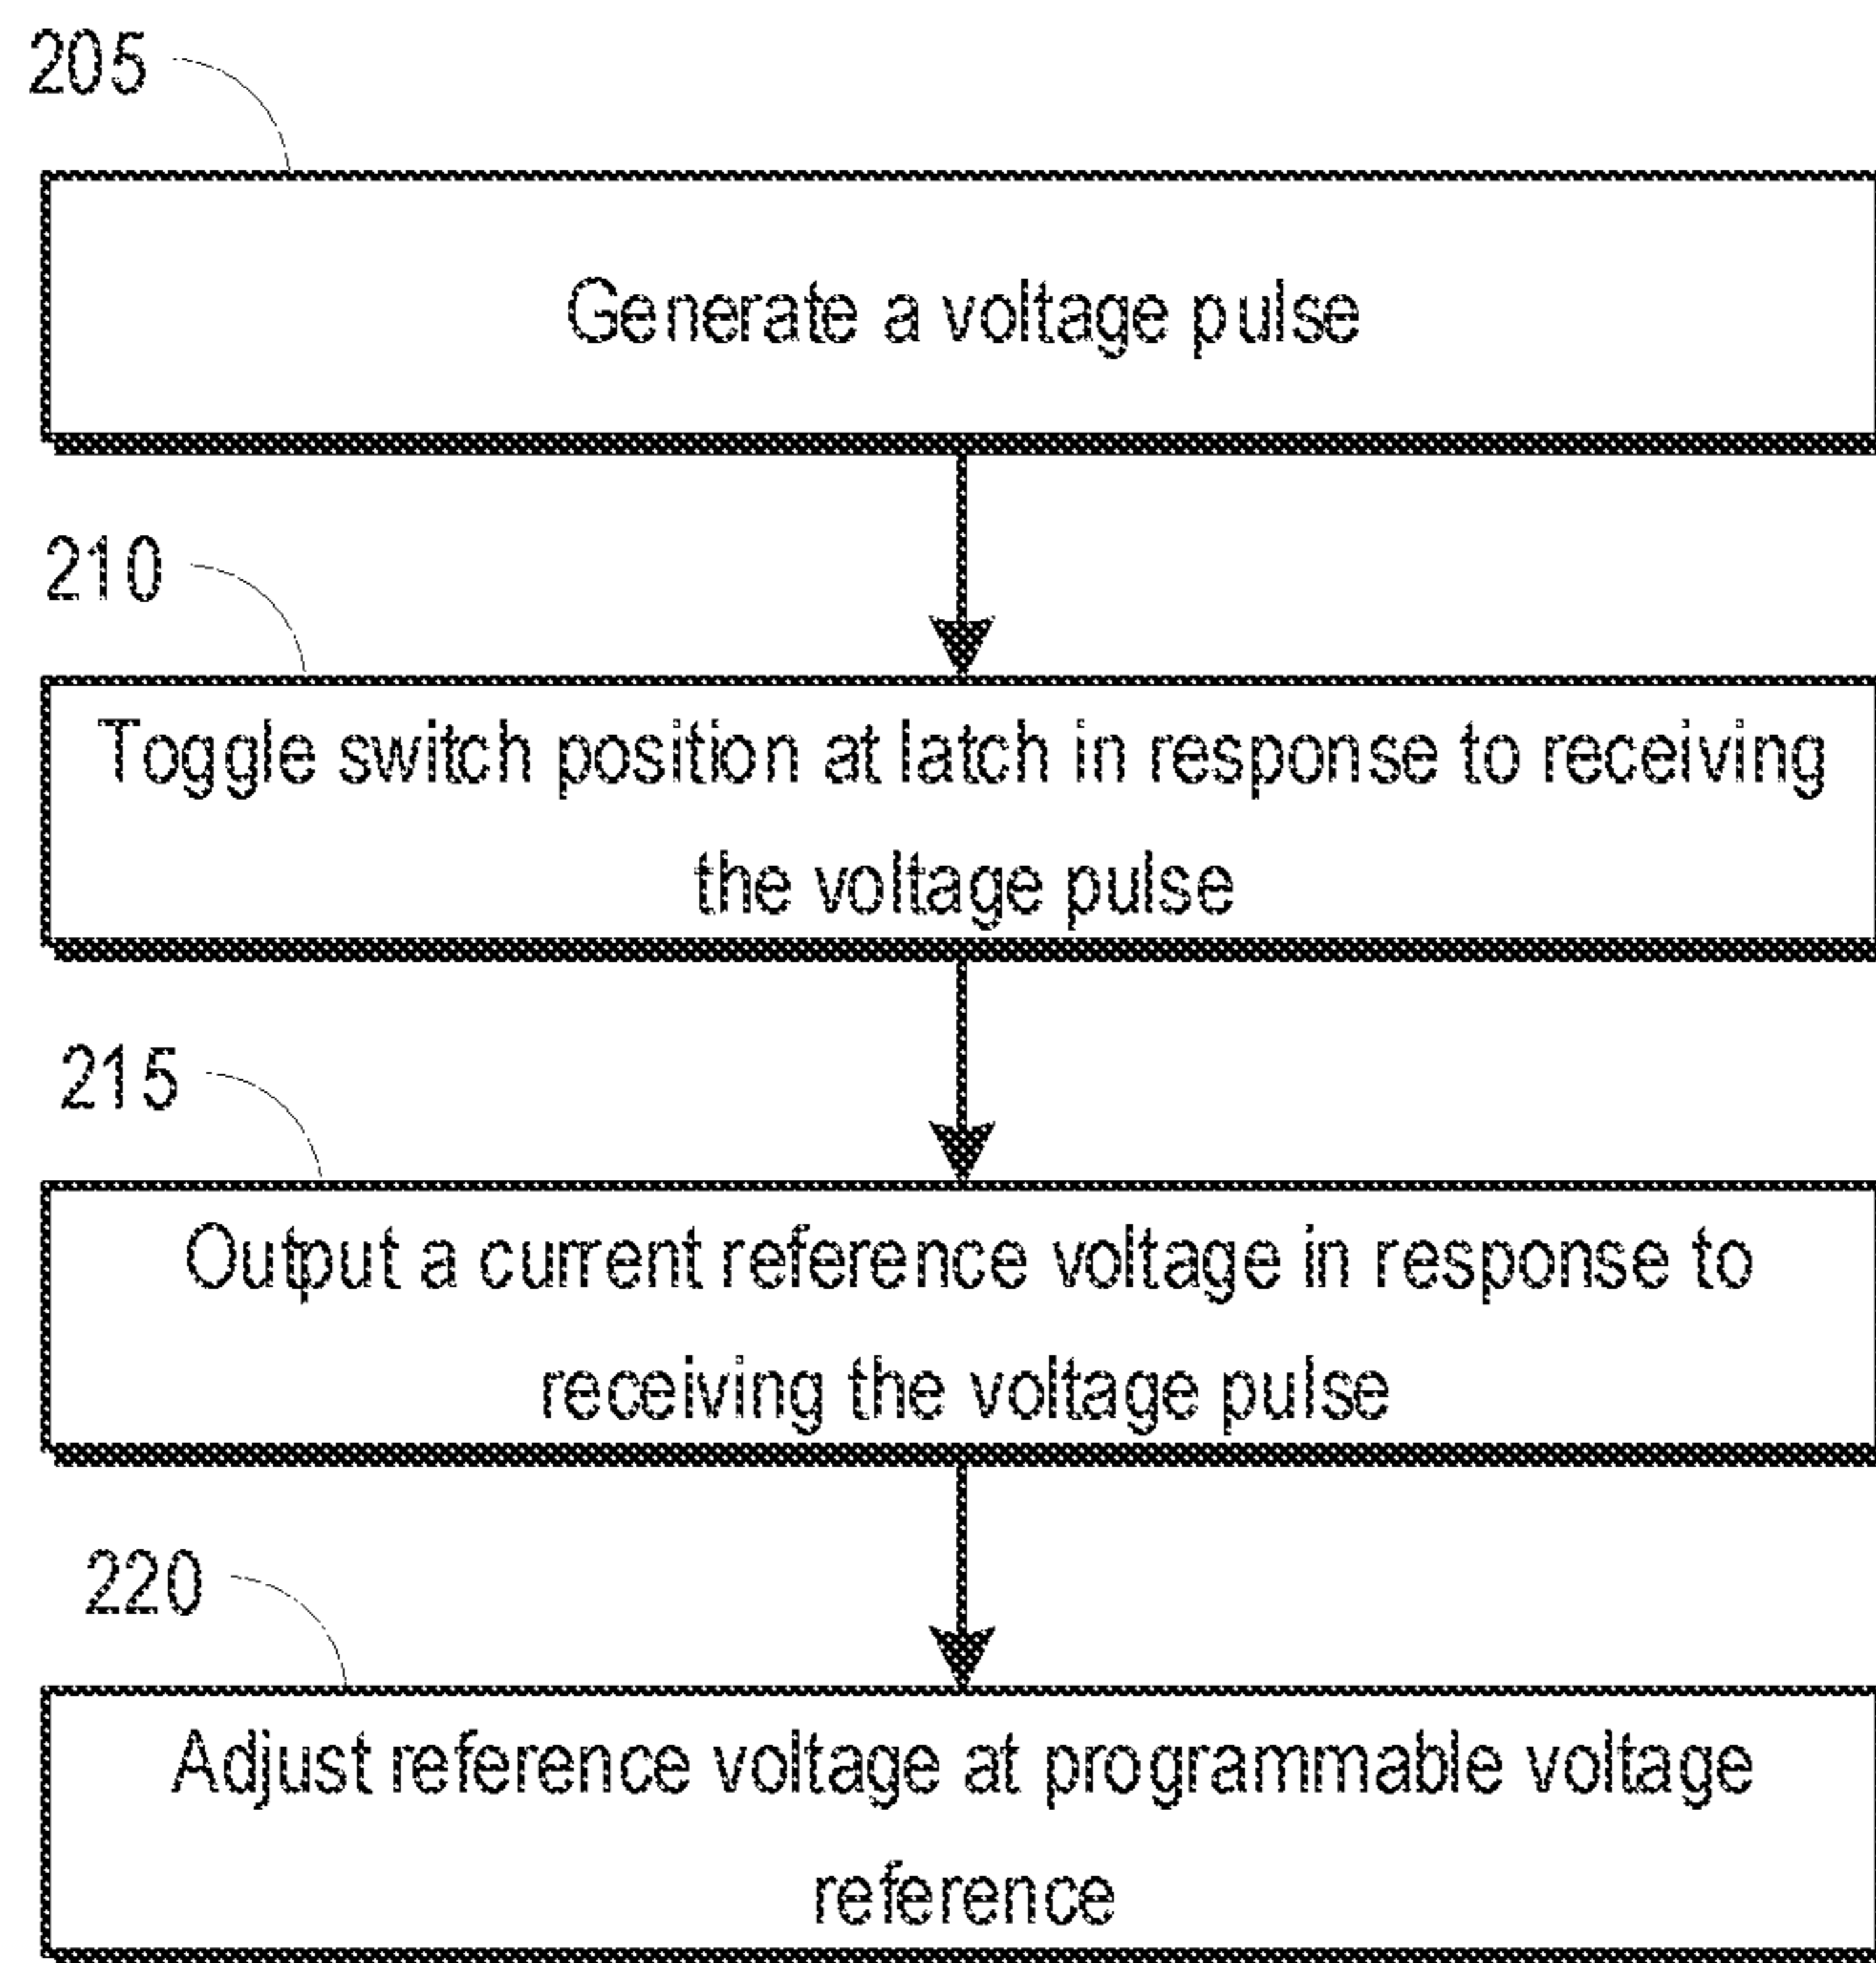 205
Generate a voltage pulse
210
Toggle switch position at latch in response to receiving
the voltage pulse
215
Output a current reference voltage in response to
receiving the voltage pulse
220
Adjust reference voltage at programmable voltage
reference